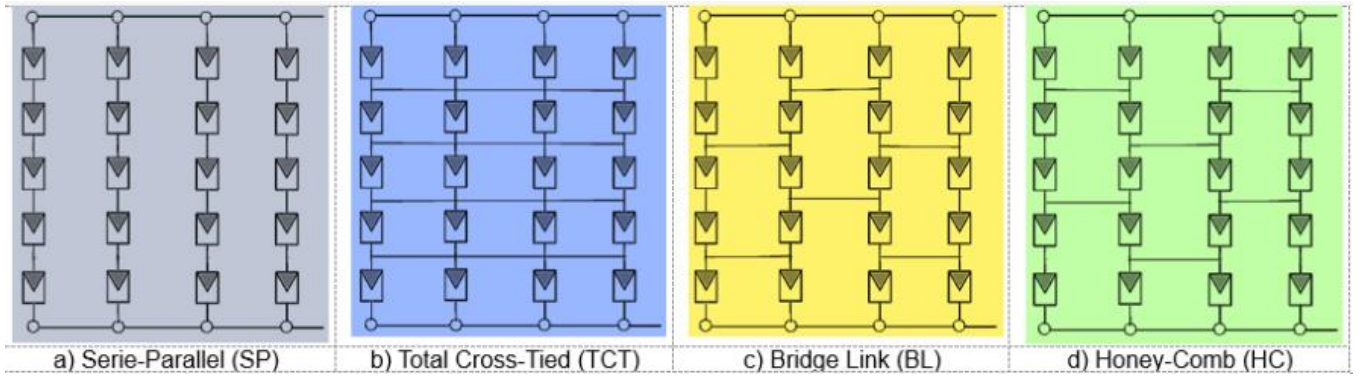 a) Serie-Parallel (SP)
b) Total Cross-Tied (TCT)
c) Bridge Link (BL)
d) Honey-Comb (HC)